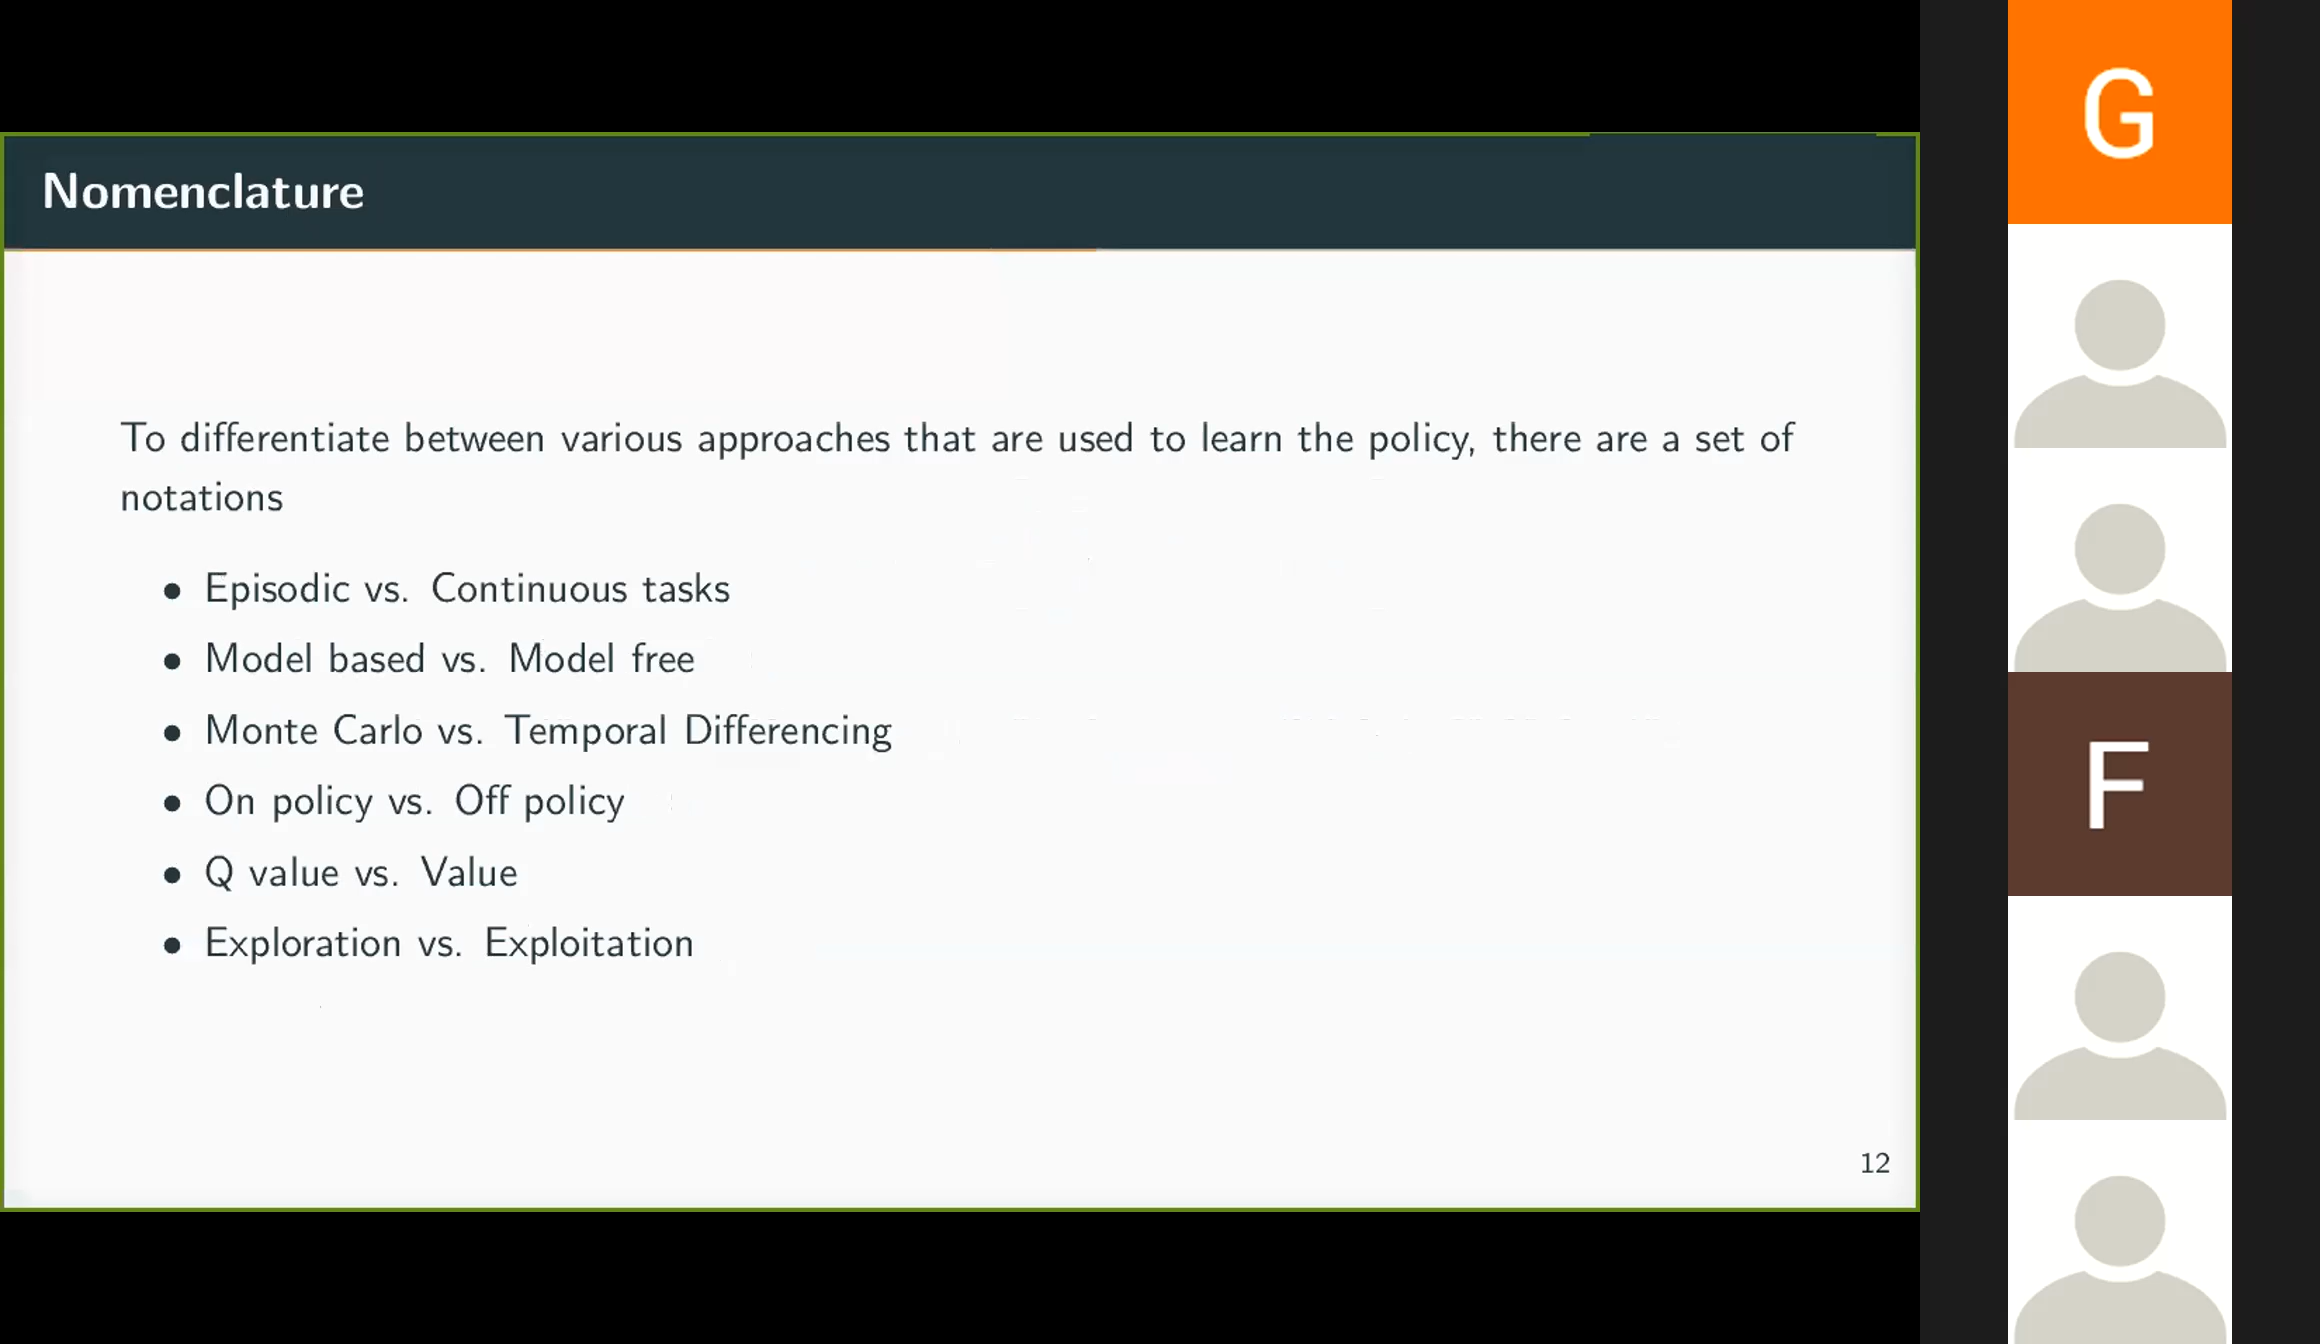 Nomenclature
To differentiate between various approaches that are used to learn the policy, there are a set of
notations
• Episodic vs. Continuous tasks
• Model based vs. Model free
• Monte Carlo vs. Temporal Differencing
• On policy vs. Off policy
• Q value vs. Value
• Exploration vs. Exploitation
12
G
F